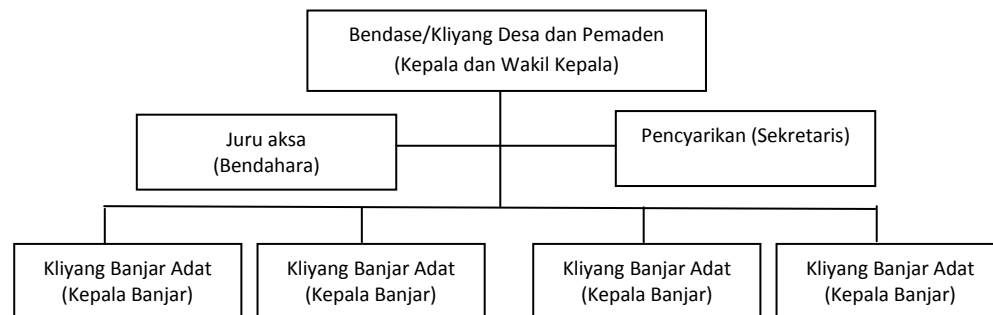 Bendase/Kliyang Desa dan Pemaden
(Kepala dan Wakil Kepala)
Juru aksa
(Bendahara)
Pencyarikan (Sekretaris)
Kliyang Banjar Adat
(Kepala Banjar)
Kliyang Banjar Adat
(Kepala Banjar)
Kliyang Banjar Adat
(Kepala Banjar)
Kliyang Banjar Adat
(Kepala Banjar)